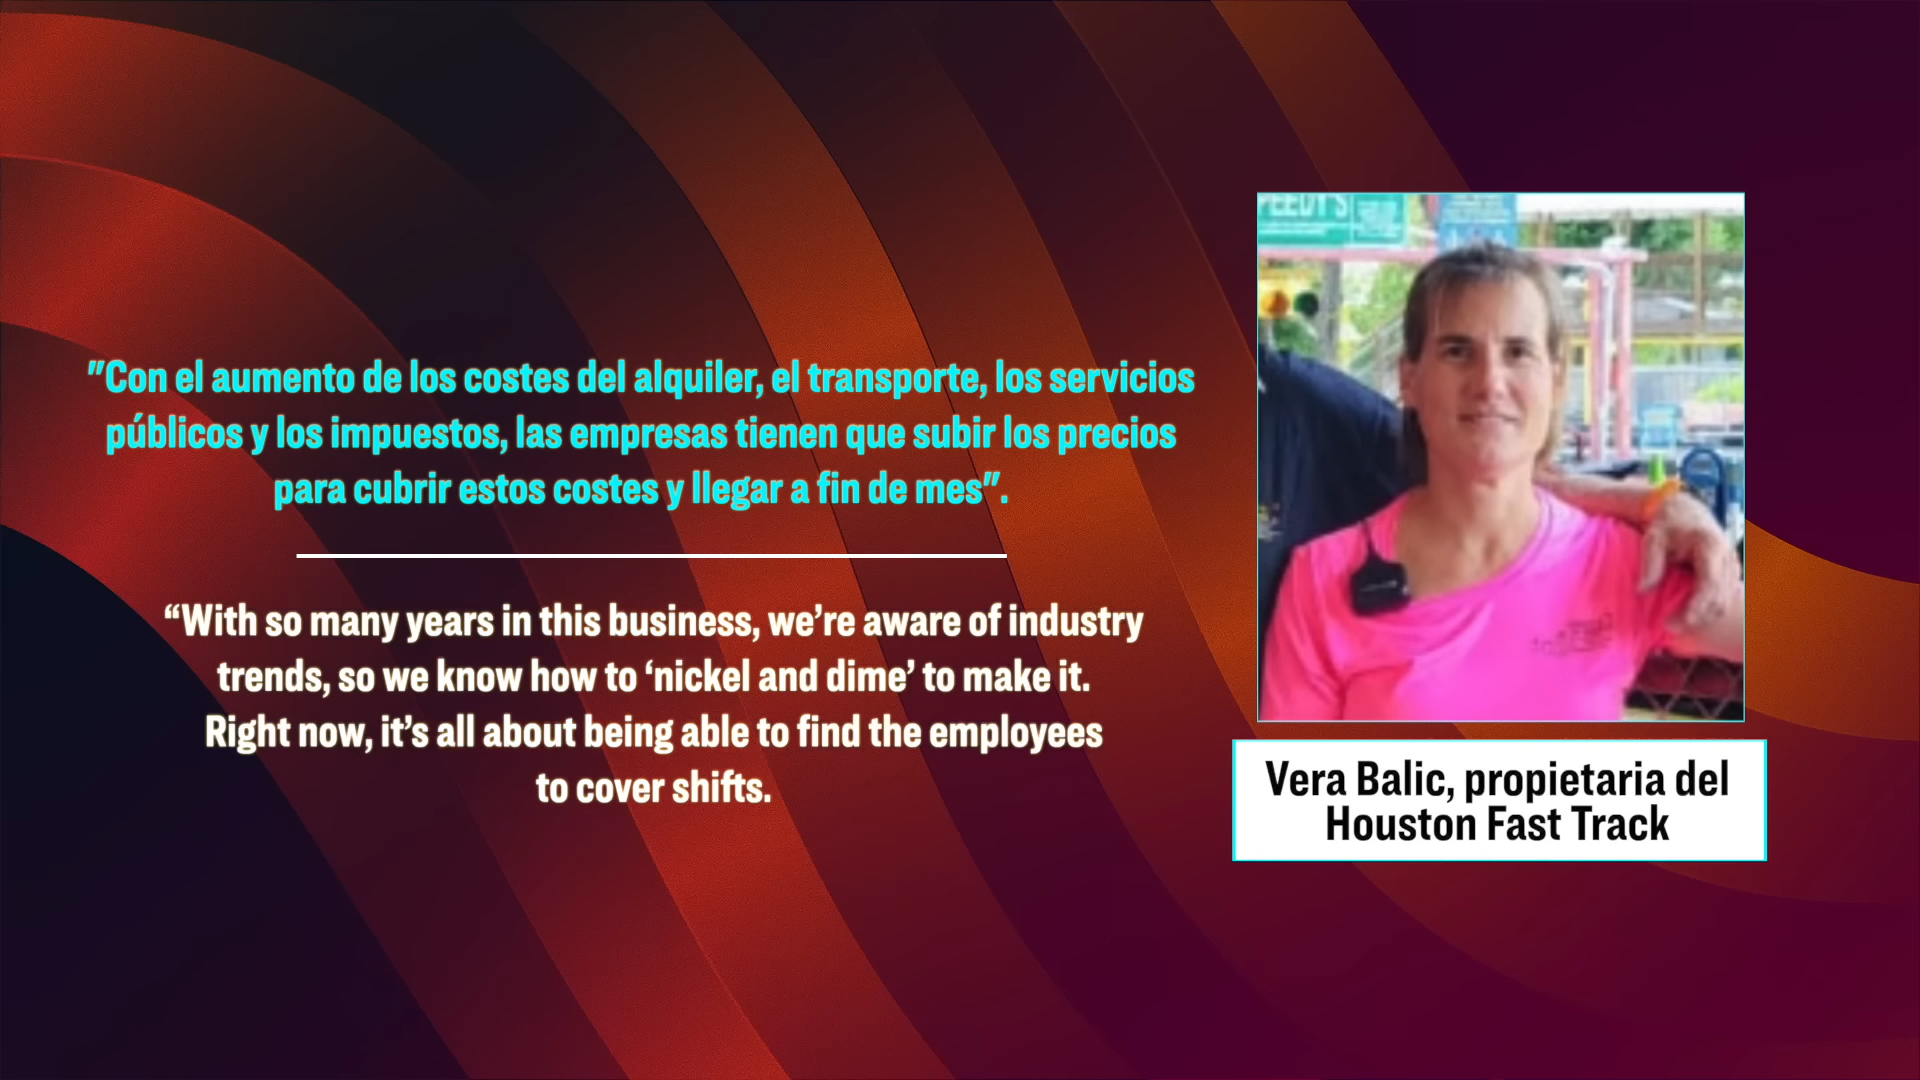 "Con el aumento de los costes del alquiler, el transporte, los servicios
públicos y los impuestos, las empresas tienen que subir los precios
para cubrir estos costes y llegar a fin de mes".
“With so many years in this business, we’re aware of industry
trends, so we know how to ‘nickel and dime’ to make it.
Right now, it’s all about being able to find the employees
to cover shifts.
Vera Balic, propietaria del
Houston Fast Track